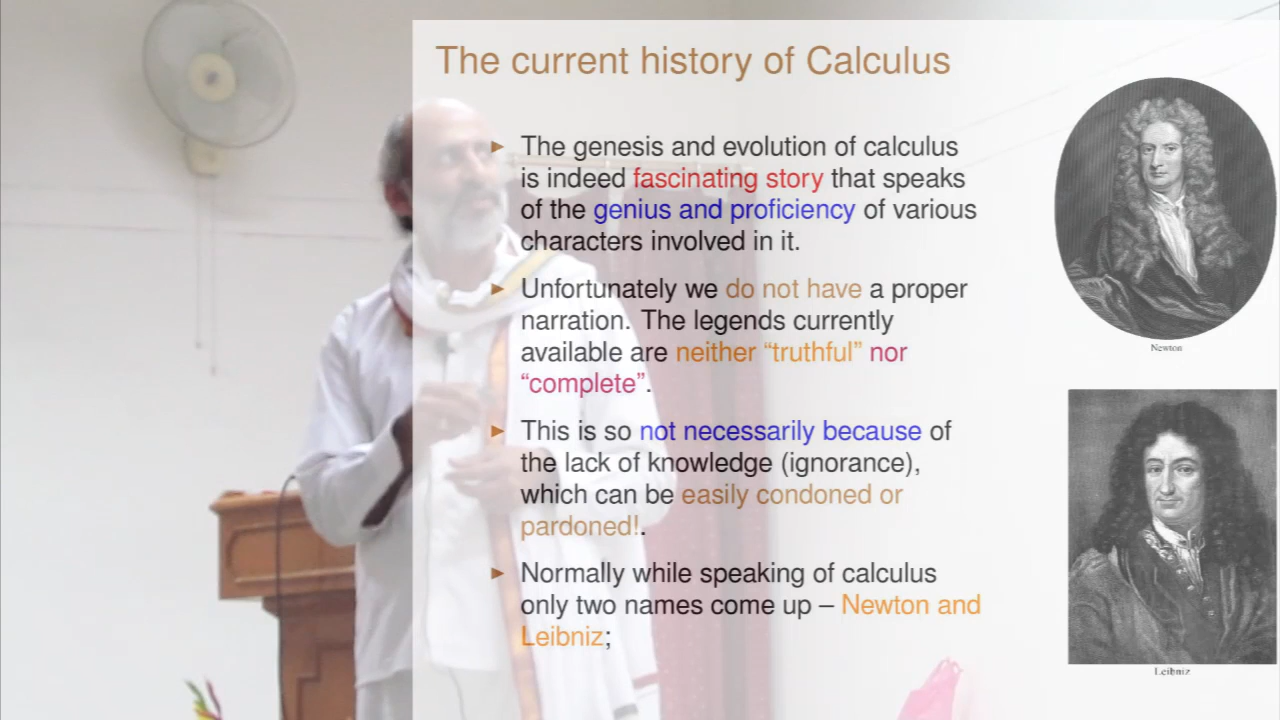 The current history of Calculus
► The genesis and evolution of calculus
is indeed fascinating story that speaks
of the genius and proficiency of various
characters involved in it.
► Unfortunately we do not have a proper
narration. The legends currently
available are neither “truthful” nor
“complete”.
► This is so not necessarily because of
the lack of knowledge (ignorance),
which can be easily condoned or
pardoned!.
► Normally while speaking of calculus
only two names come up – Newton and
Leibniz;
Newton
Leibniz